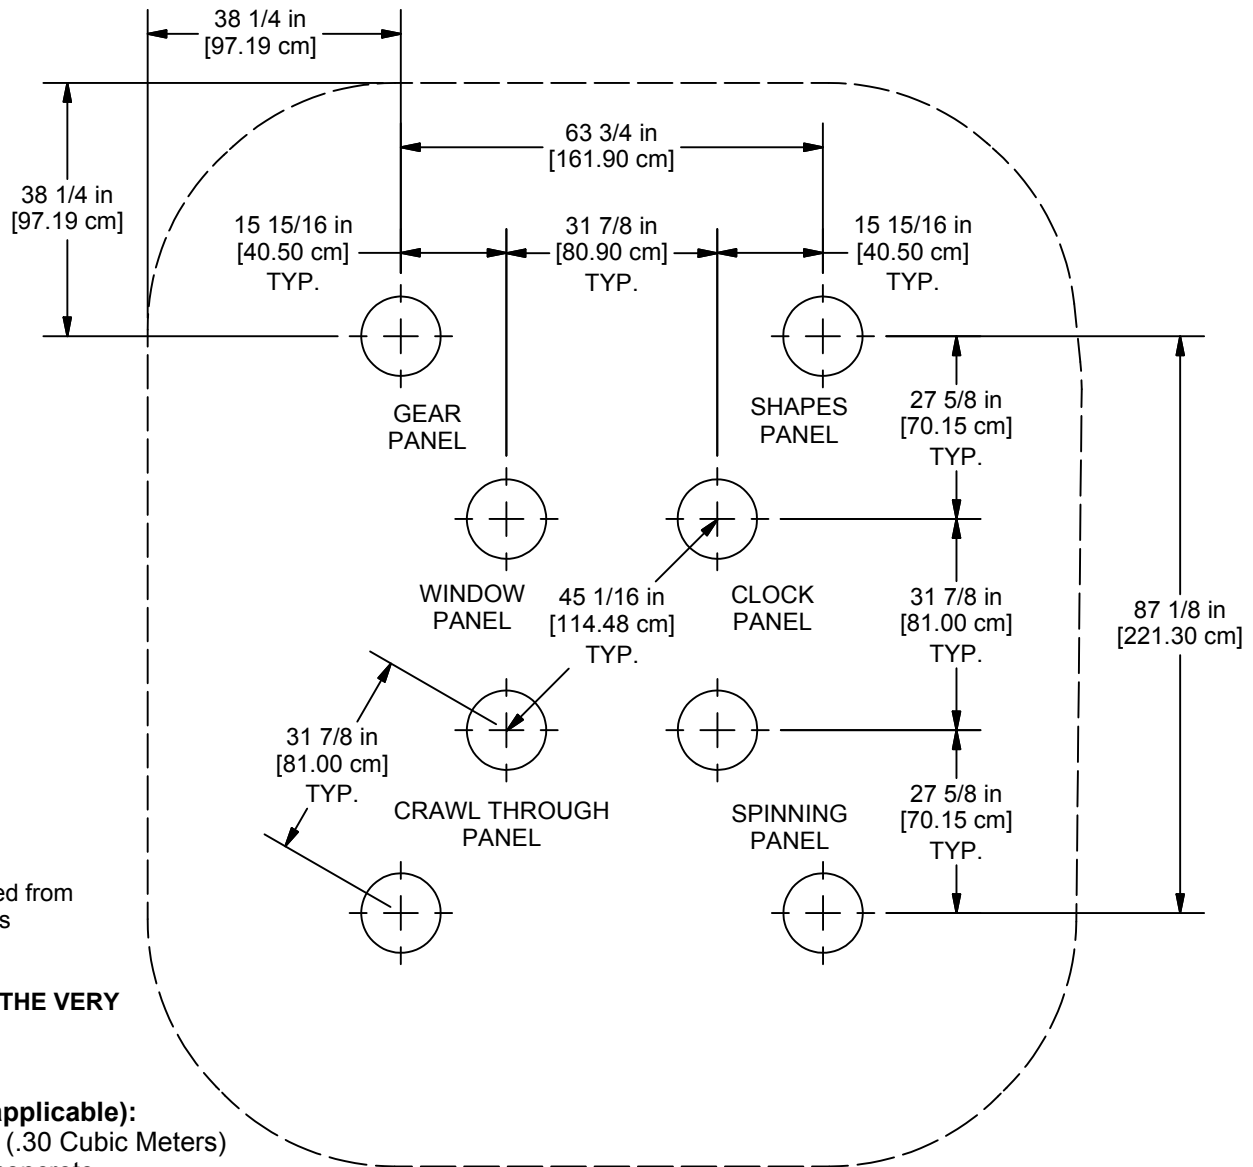 38 1/4 in
[97.19 cm]
63 3/4 in
[161.90 cm]
38 1/4 in
[97.19 cm]
15 15/16 in
[40.50 cm]
TYP.
31 7/8 in
[80.90 cm]
TYP.
15 15/16 in
[40.50 cm]
TYP.
GEAR
PANEL
SHAPES
PANEL
27 5/8 in
[70.15 cm]
TYP.
WINDOW
PANEL
45 1/16 in
[114.48 cm]
TYP.
CLOCK
PANEL
31 7/8 in
[81.00 cm]
TYP.
87 1/8 in
[221.30 cm]
31 7/8 in
[81.00 cm]
TYP.
CRAWL THROUGH
PANEL
SPINNING
PANEL
27 5/8 in
[70.15 cm]
TYP.
ed from
s
THE VERY
applicable):
(.30 Cubic Meters)